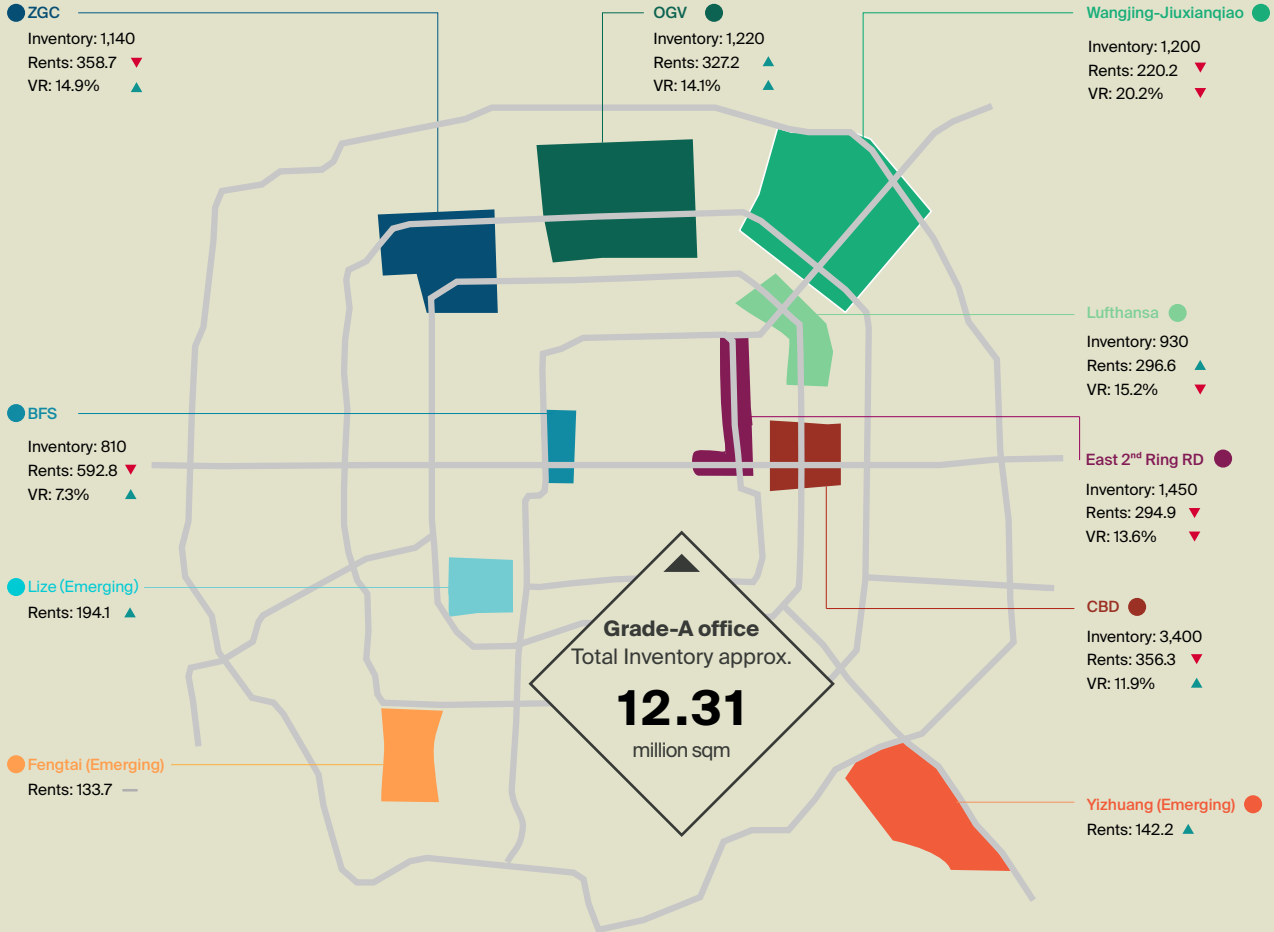 ZGC
Inventory: 1,140
Rents: 358.7
VR: 14.9%
OGV
Inventory: 1,220
Rents: 327.2
VR: 14.1%
Wangjing-Jiuxianqiao
Inventory: 1,200
Rents: 220.2
VR: 20.2%
Lufthansa
Inventory: 930
Rents: 296.6
VR: 15.2%
BFS
Inventory: 810
Rents: 592.8
VR: 7.3%
East 2nd Ring RD
Inventory: 1,450
Rents: 294.9
VR: 13.6%
Lize (Emerging)
Rents: 194.1
CBD
Inventory: 3,400
Rents: 356.3
VR: 11.9%
Grade-A office
Total Inventory approx.
12.31
million sqm
Fengtai (Emerging)
Rents: 133.7
Yizhuang (Emerging)
Rents: 142.2